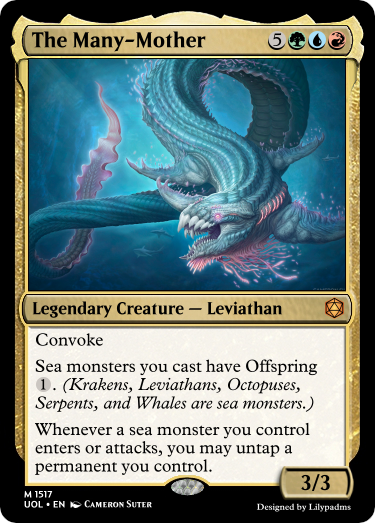 The Many-Mother 5
Legendary Creature — Leviathan
Convoke
Sea monsters you cast have Offspring
1. (Krakens, Leviathans, Octopuses,
Serpents, and Whales are sea monsters.)
Whenever a sea monster you control
enters or attacks, you may untap a
permanent you control.
3/3
M 1517
UOL • EN CAMERON SUTER
Designed by Lilypadms